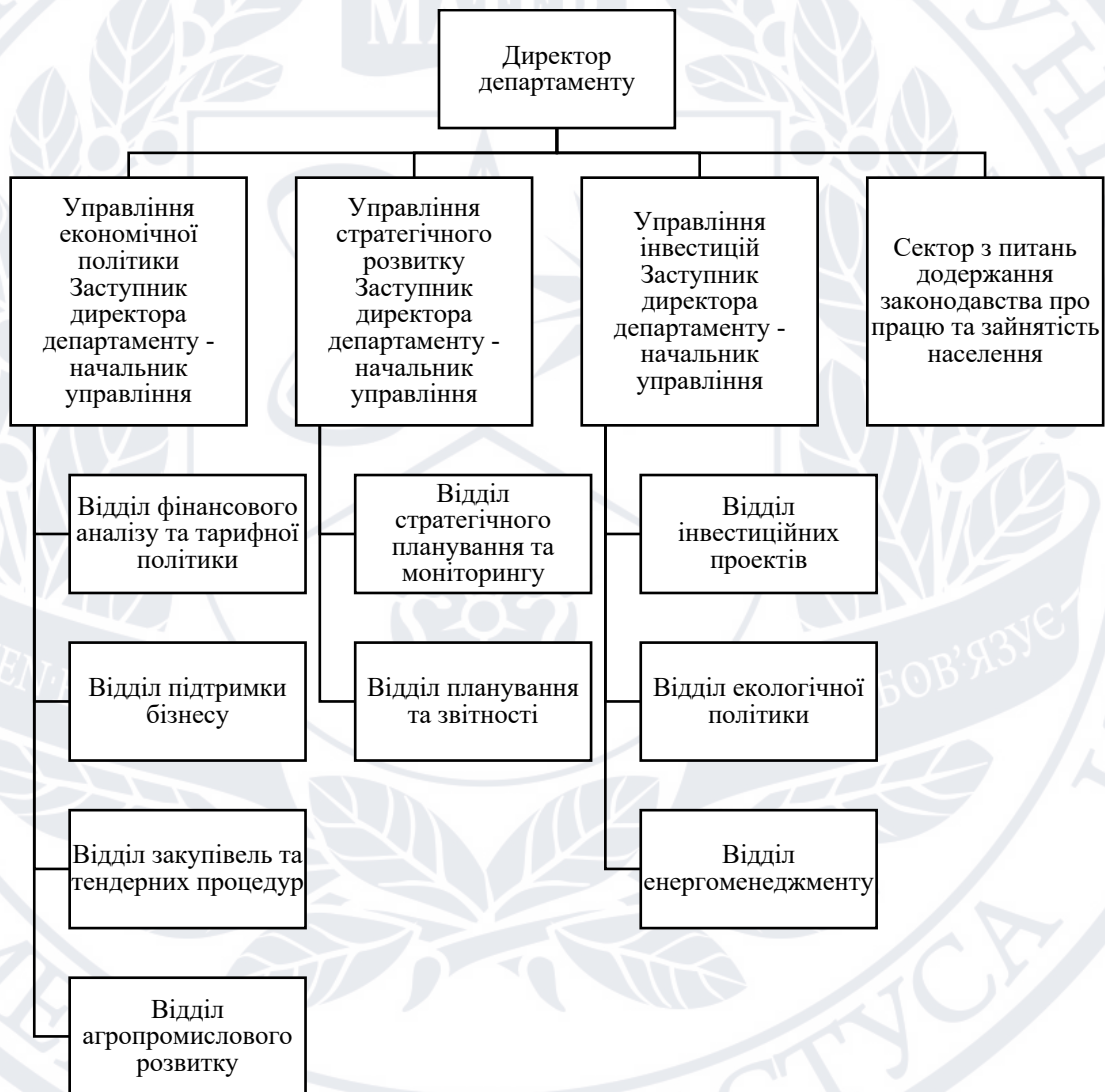 Директор
департаменту
Управління
економічної
політики
Заступник
директора
департаменту -
начальник
управління
Управління
стратегічного
розвитку
Заступник
директора
департаменту -
начальник
управління
Управління
інвестицій
Заступник
директора
департаменту -
начальник
управління
Сектор з питань
додержання
законодавства про
працю та зайнятість
населення
Відділ фінансового
аналізу та тарифної
політики
Відділ підтримки
бізнесу
Відділ закупівель та
тендерних процедур
Відділ
агропромислового
розвитку
Відділ
стратегічного
планування та
моніторингу
Відділ планування
та звітності
Відділ
інвестиційних
проектів
Відділ екологічної
політики
Відділ
енергоменеджменту